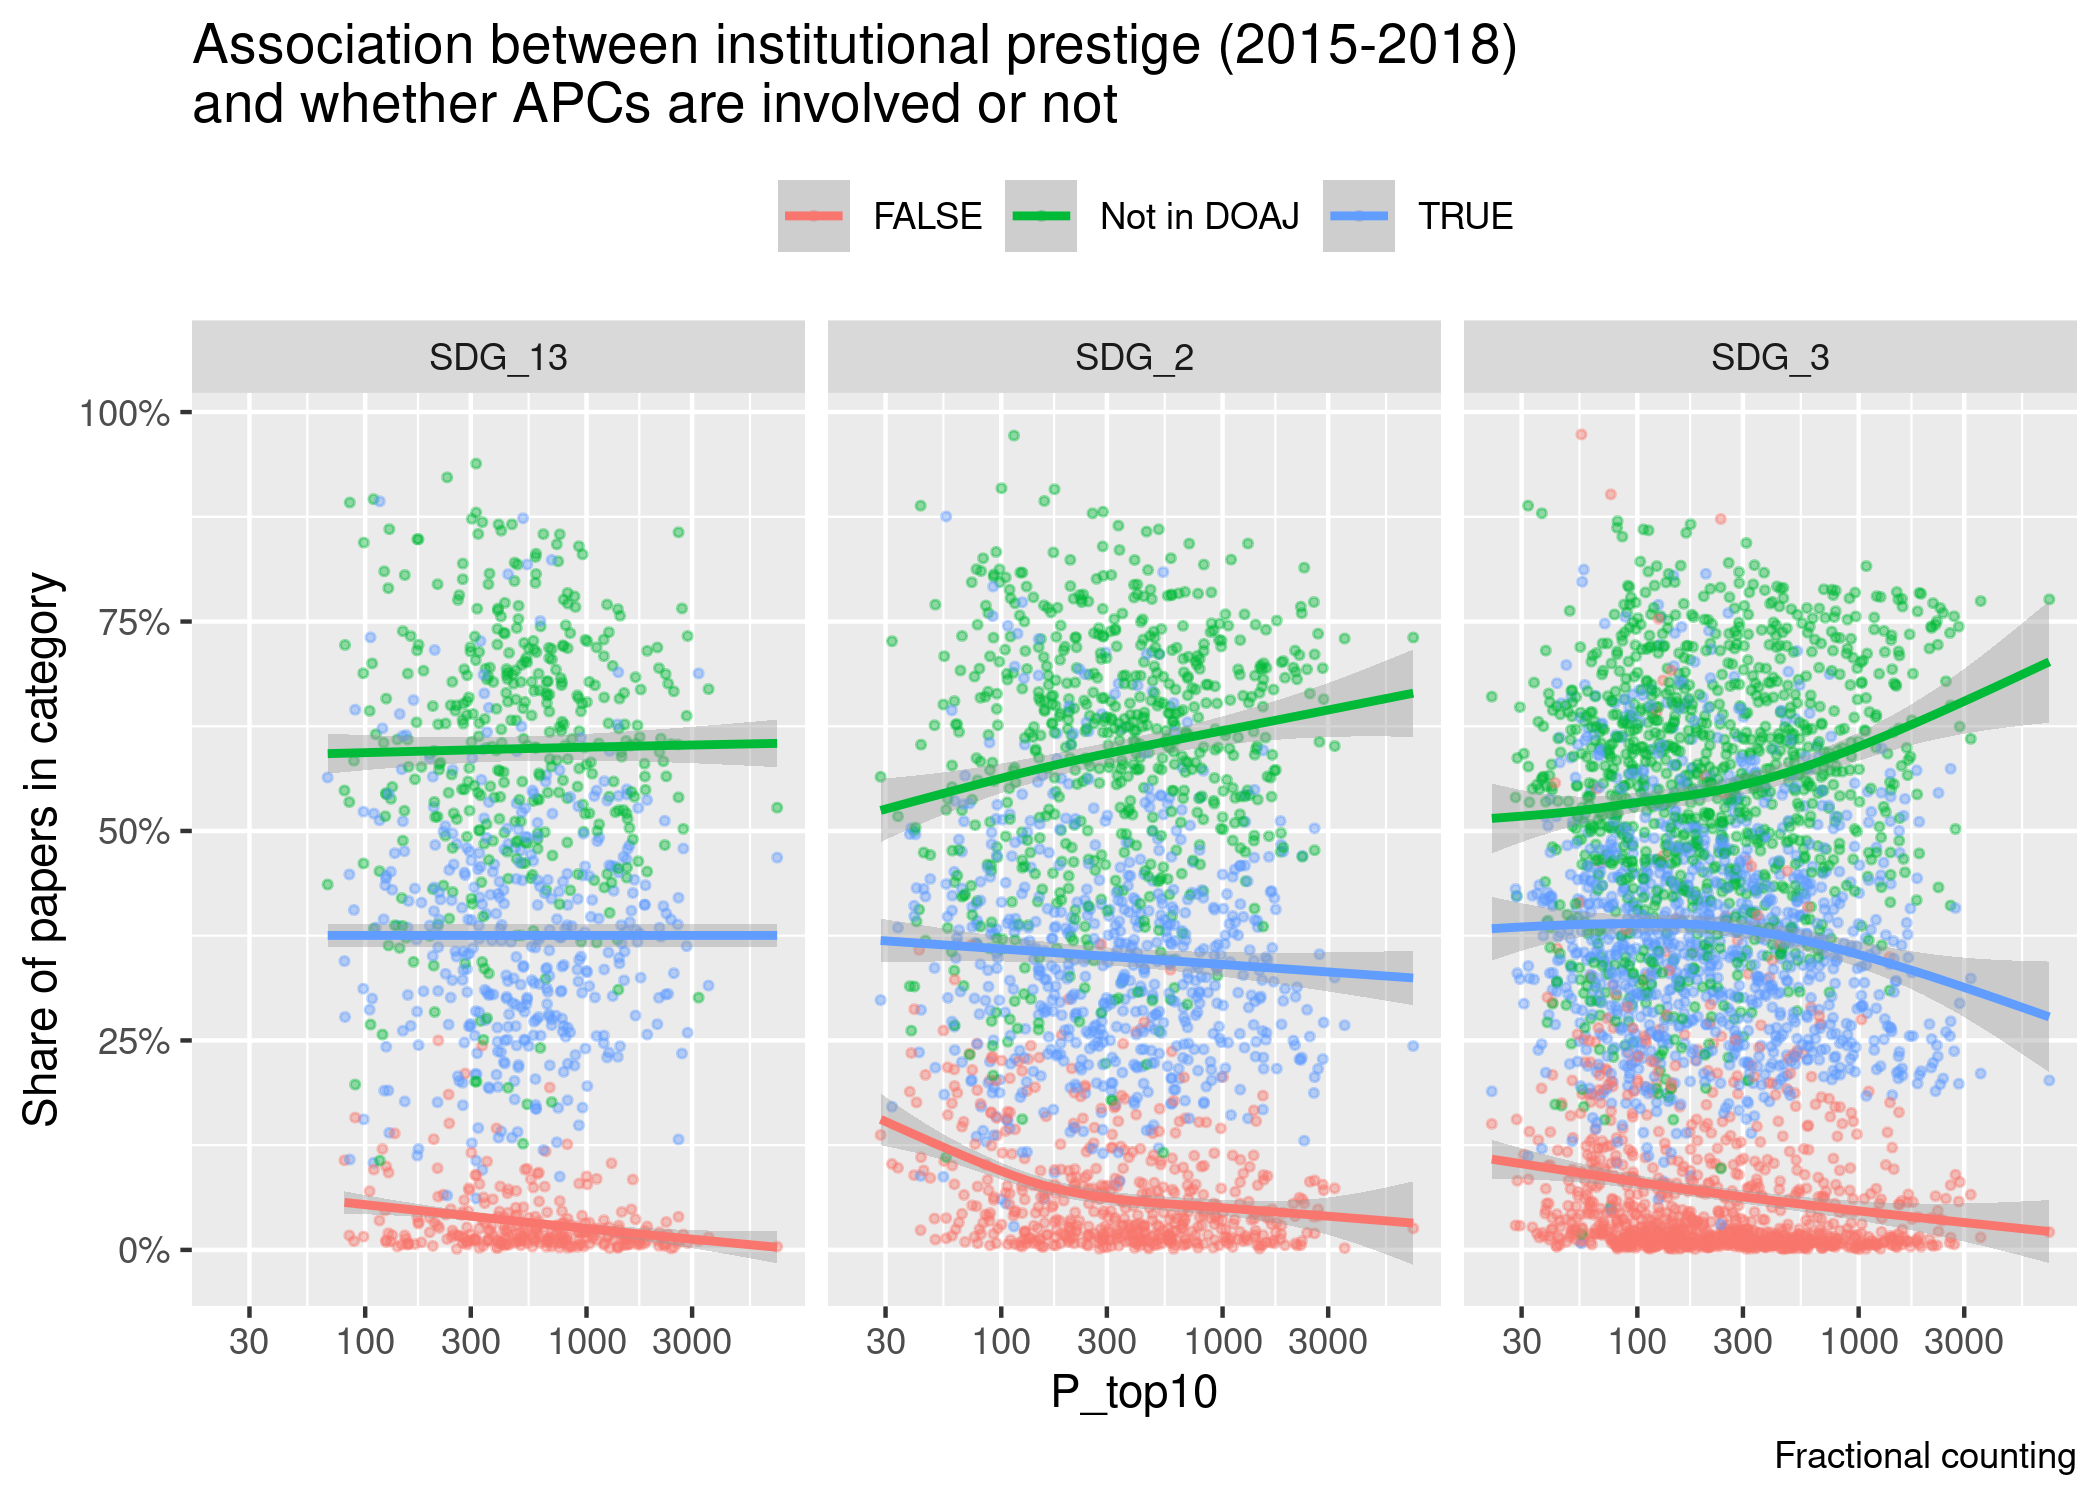 Association between institutional prestige (2015-2018)
and whether APCs are involved or not
FALSE Not in DOAJ TRUE
SDG_13 SDG_2 SDG_3
Share of papers in category
100%
75%
50%
25%
0%
30 100 300 1000 3000 30 100 300 1000 3000 30 100 300 1000 3000
P_top10
Fractional counting